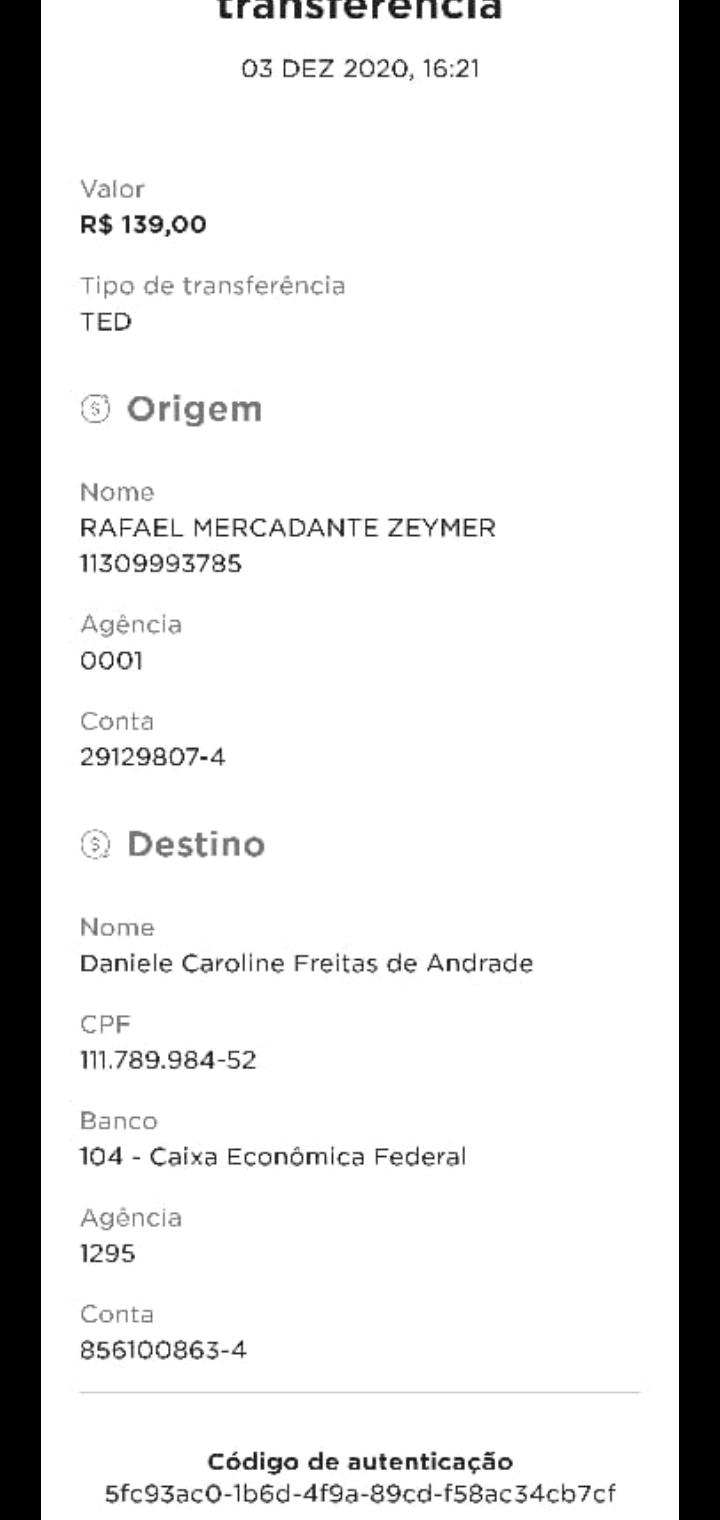 transferência
03 DEZ 2020, 16:21
Valor
R$ 139,00
Tipo de transferência
TED
Origem
Nome
RAFAEL MERCADANTE ZEYMER
11309993785
Agência
0001
Conta
29129807-4
Destino
Nome
Daniele Caroline Freitas de Andrade
CPF
111.789.984-52
Banco
104 - Caixa Econômica Federal
Agência
1295
Conta
856100863-4
Código de autenticação
5fc93ac0-1b6d-4f9a-89cd-f58ac34cb7cf